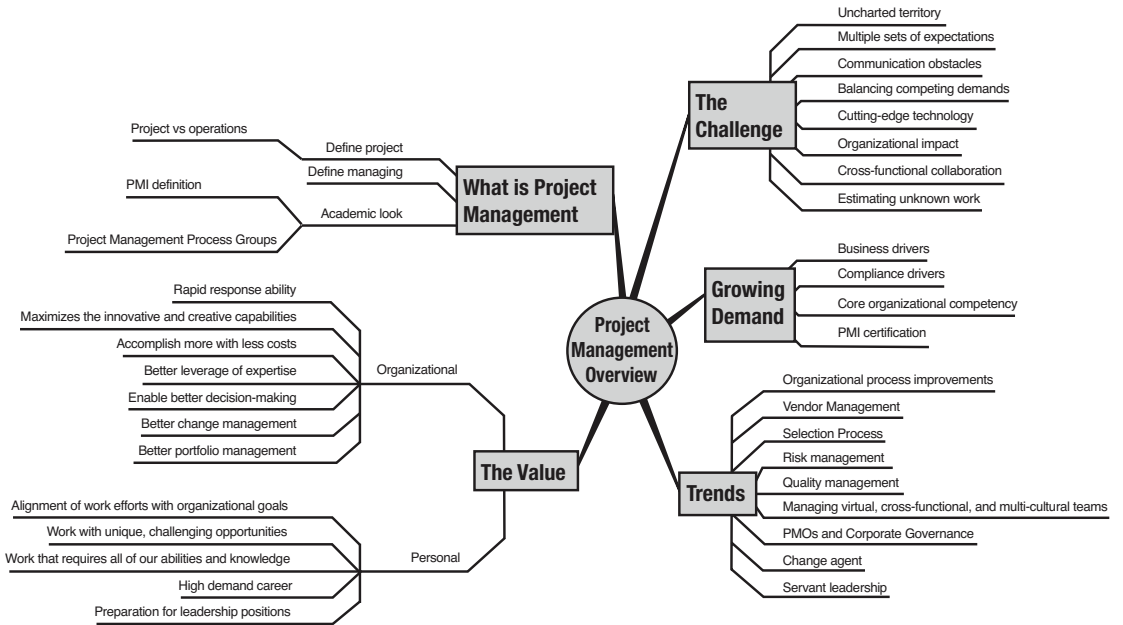 Project
Management
Overview
What is Project
Management
Define project
Project vs operations
Define managing
Academic look
PMI definition
Project Management Process Groups
The
Challenge
Uncharted territory
Multiple sets of expectations
Communication obstacles
Balancing competing demands
Cutting-edge technology
Organizational impact
Cross-functional collaboration
Estimating unknown work
Growing
Demand
Business drivers
Compliance drivers
Core organizational competency
PMI certification
Trends
Organizational process improvements
Vendor Management
Selection Process
Risk management
Quality management
Managing virtual, cross-functional, and multi-cultural teams
PMOs and Corporate Governance
Change agent
Servant leadership
The Value
Organizational
Rapid response ability
Maximizes the innovative and creative capabilities
Accomplish more with less costs
Better leverage of expertise
Enable better decision-making
Better change management
Better portfolio management
Personal
Alignment of work efforts with organizational goals
Work with unique, challenging opportunities
Work that requires all of our abilities and knowledge
High demand career
Preparation for leadership positions